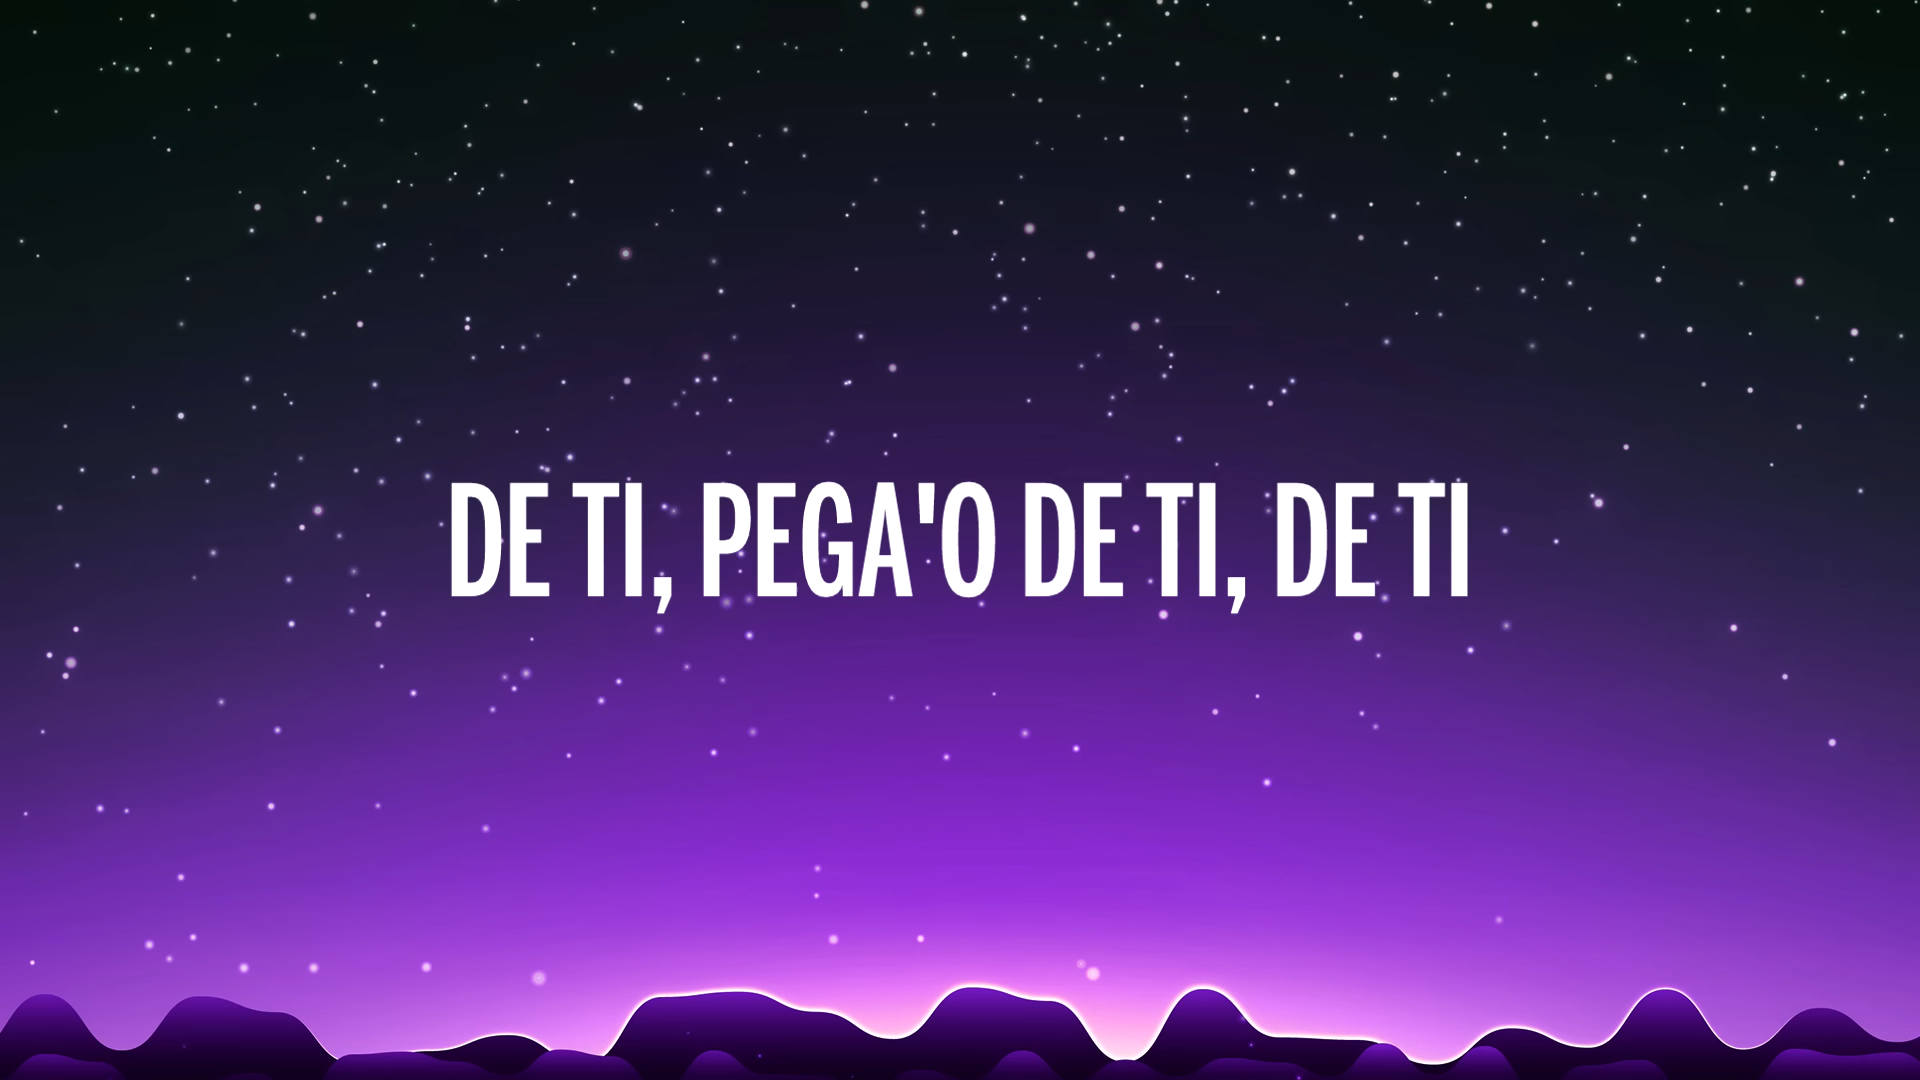 DE TI, PEGA'O DE TI, DE TI